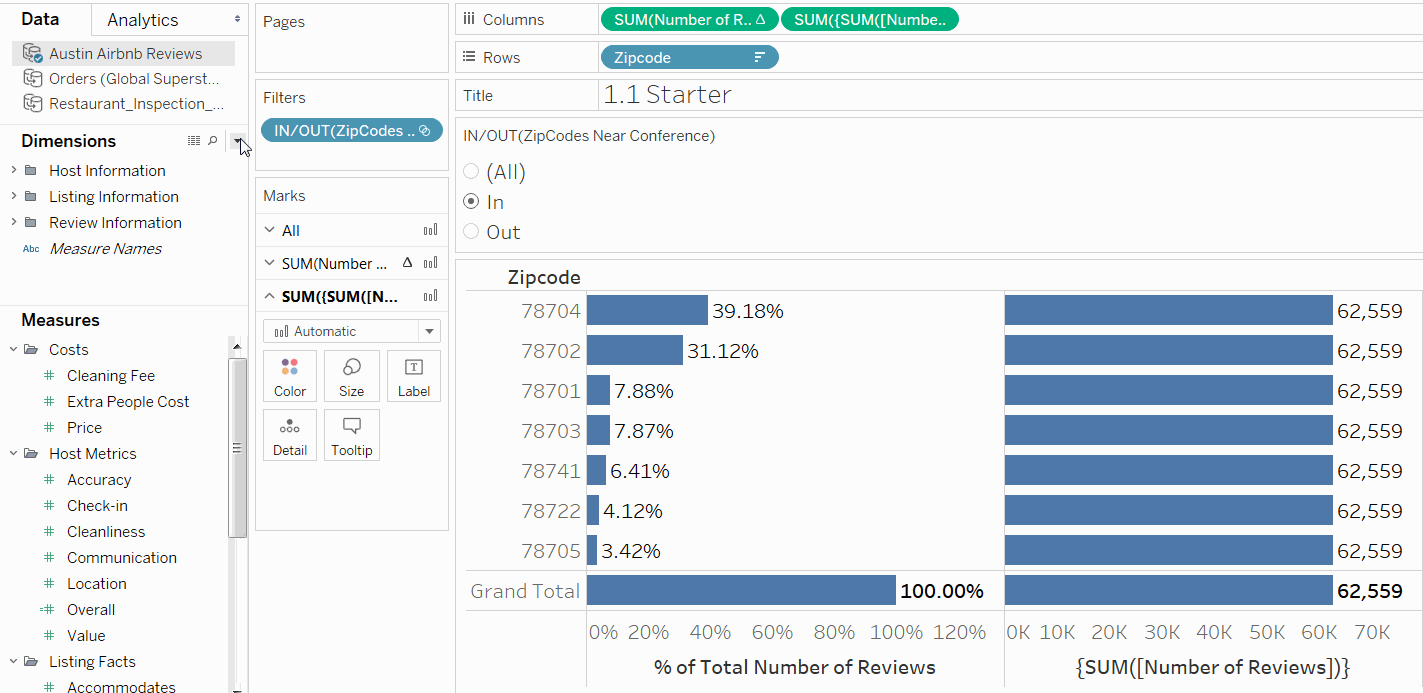 Data
Analytics
Austin Airbnb Reviews
Orders (Global Superst...
Restaurant_Inspection_...
Dimensions
Host Information
Listing Information
Review Information
Abc Measure Names
Measures
Costs
Cleaning Fee
Extra People Cost
Price
Host Metrics
Accuracy
Check-in
Cleanliness
Communication
Location
Overall
Value
Listing Facts
Accommodates
Pages
Filters
IN/OUT(ZipCodes ..
Marks
All
SUM(Number ... Δ
SUM({SUM([N...
Automatic
Color
Size
Label
Detail
Tooltip
Columns
SUM(Number of R.. Δ
SUM({SUM([Numbe..
Rows
Zipcode
Title
1.1 Starter
IN/OUT(ZipCodes Near Conference)
(All)
In
Out
Zipcode
78704 39.18% 62,559
78702 31.12% 62,559
78701 7.88% 62,559
78703 7.87% 62,559
78741 6.41% 62,559
78722 4.12% 62,559
78705 3.42% 62,559
Grand Total 100.00% 62,559
0% 20% 40% 60% 80% 100% 120% 0K 10K 20K 30K 40K 50K 60K 70K
% of Total Number of Reviews
{SUM([Number of Reviews])}